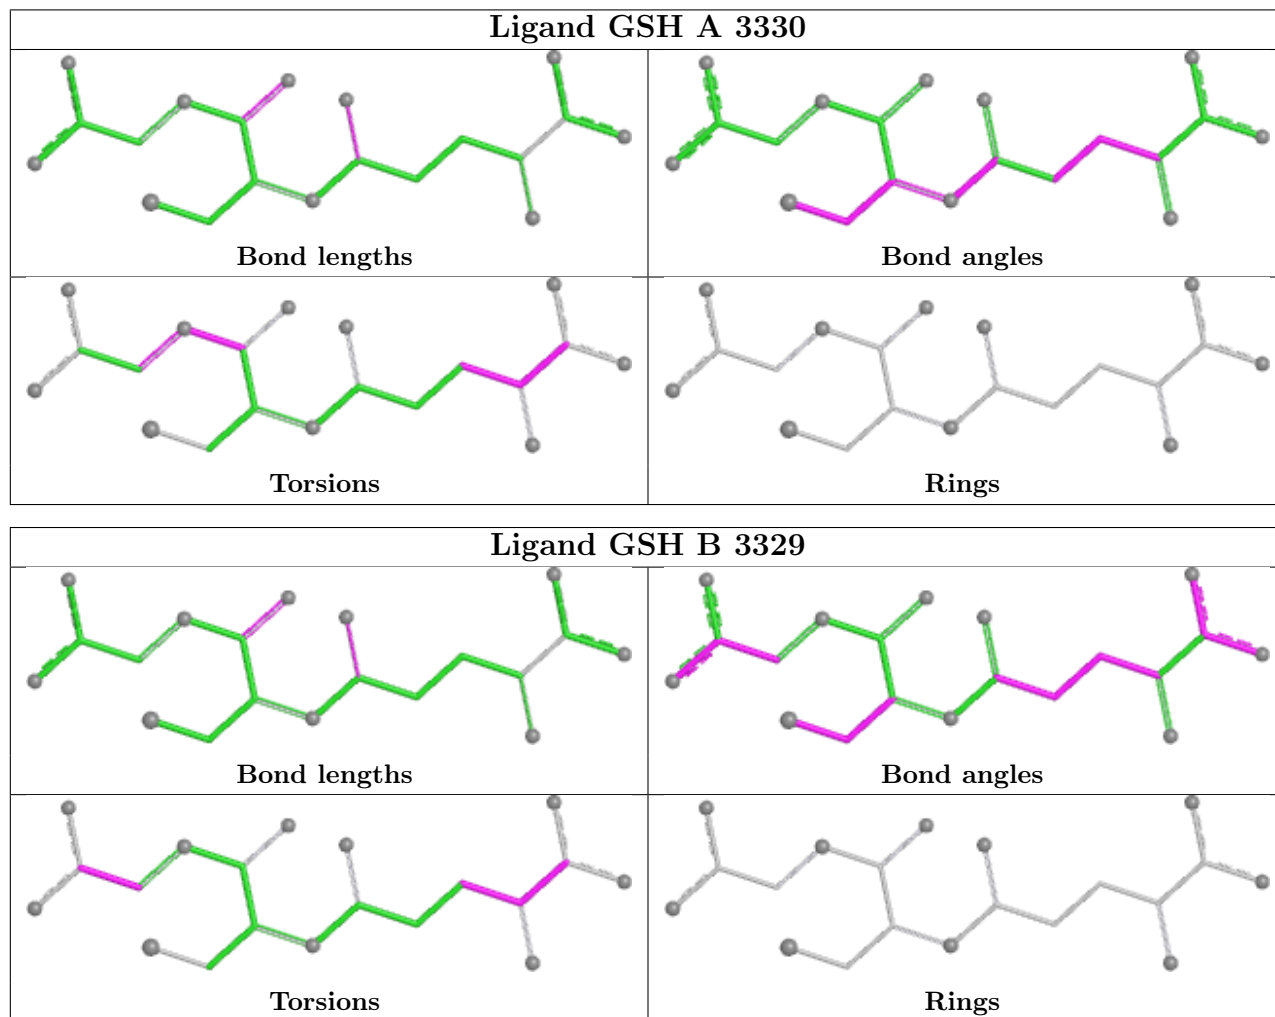 Ligand GSH A 3330
Bond lengths
Bond angles
Torsions
Rings
Ligand GSH B 3329
Bond lengths
Bond angles
Torsions
Rings